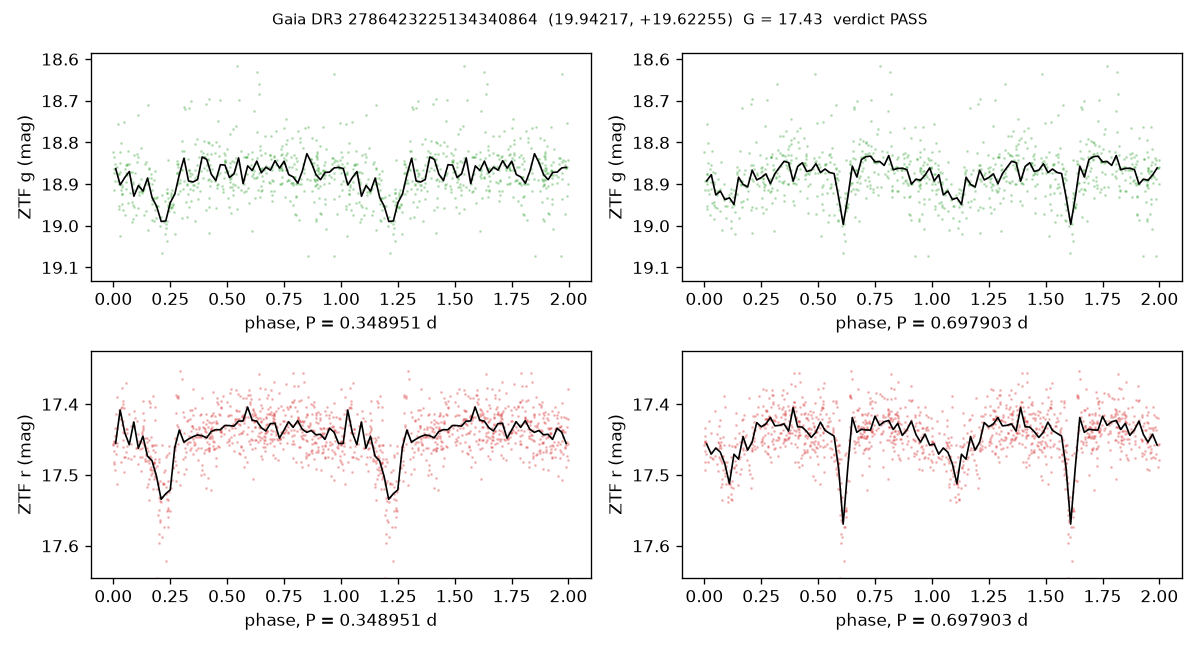 Gaia DR3 2786423225134340864  (19.94217, +19.62255)  G = 17.43  verdict PASS
ZTF g (mag)
18.6
18.7
18.8
18.9
19.0
19.1
0.00 0.25 0.50 0.75 1.00 1.25 1.50 1.75 2.00
phase, P = 0.348951 d
ZTF g (mag)
18.6
18.7
18.8
18.9
19.0
19.1
0.00 0.25 0.50 0.75 1.00 1.25 1.50 1.75 2.00
phase, P = 0.697903 d
ZTF r (mag)
17.4
17.5
17.6
0.00 0.25 0.50 0.75 1.00 1.25 1.50 1.75 2.00
phase, P = 0.348951 d
ZTF r (mag)
17.4
17.5
17.6
0.00 0.25 0.50 0.75 1.00 1.25 1.50 1.75 2.00
phase, P = 0.697903 d